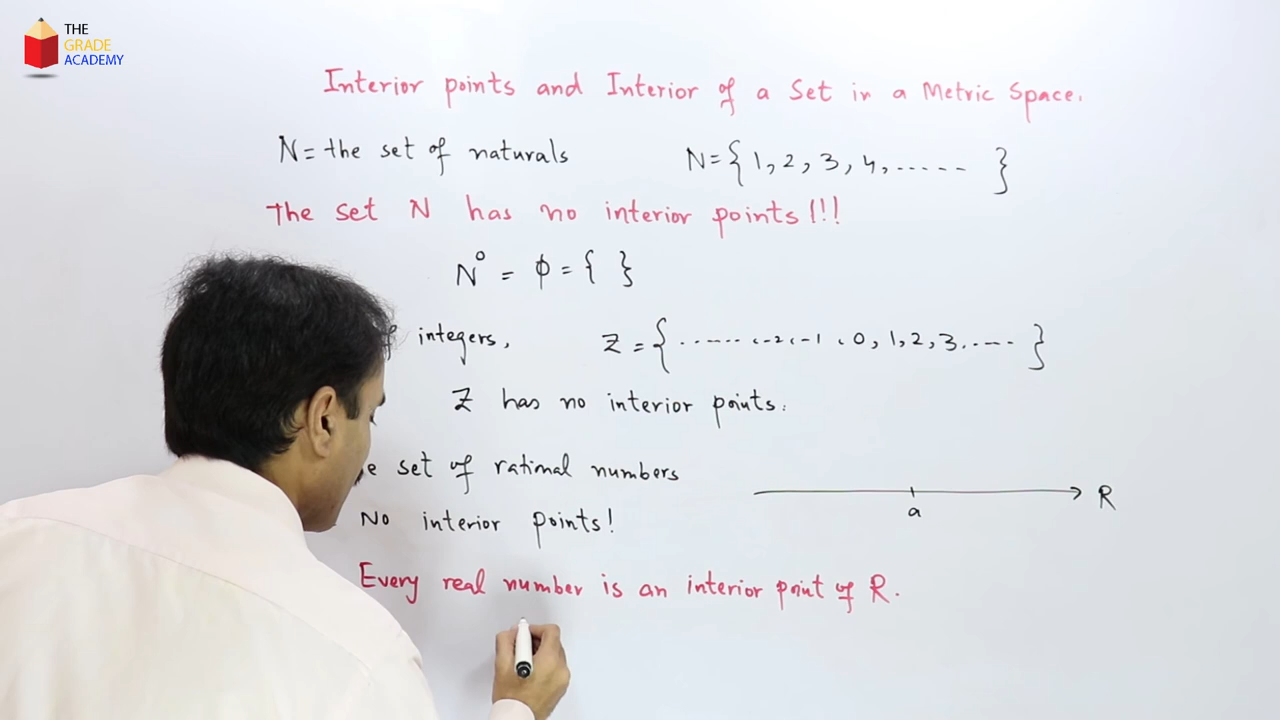 THE
GRADE
ACADEMY
Interior points and Interior of a Set in a Metric Space.
N = the set of naturals N = { 1, 2, 3, 4, ...... }
The set N has no interior points!!!
N° = ϕ = { }
of integers, Z = { ...... , -2, -1, 0, 1, 2, 3, .... }
Z has no interior points.
set of rational numbers
a R
No interior points!
Every real number is an interior point of R.